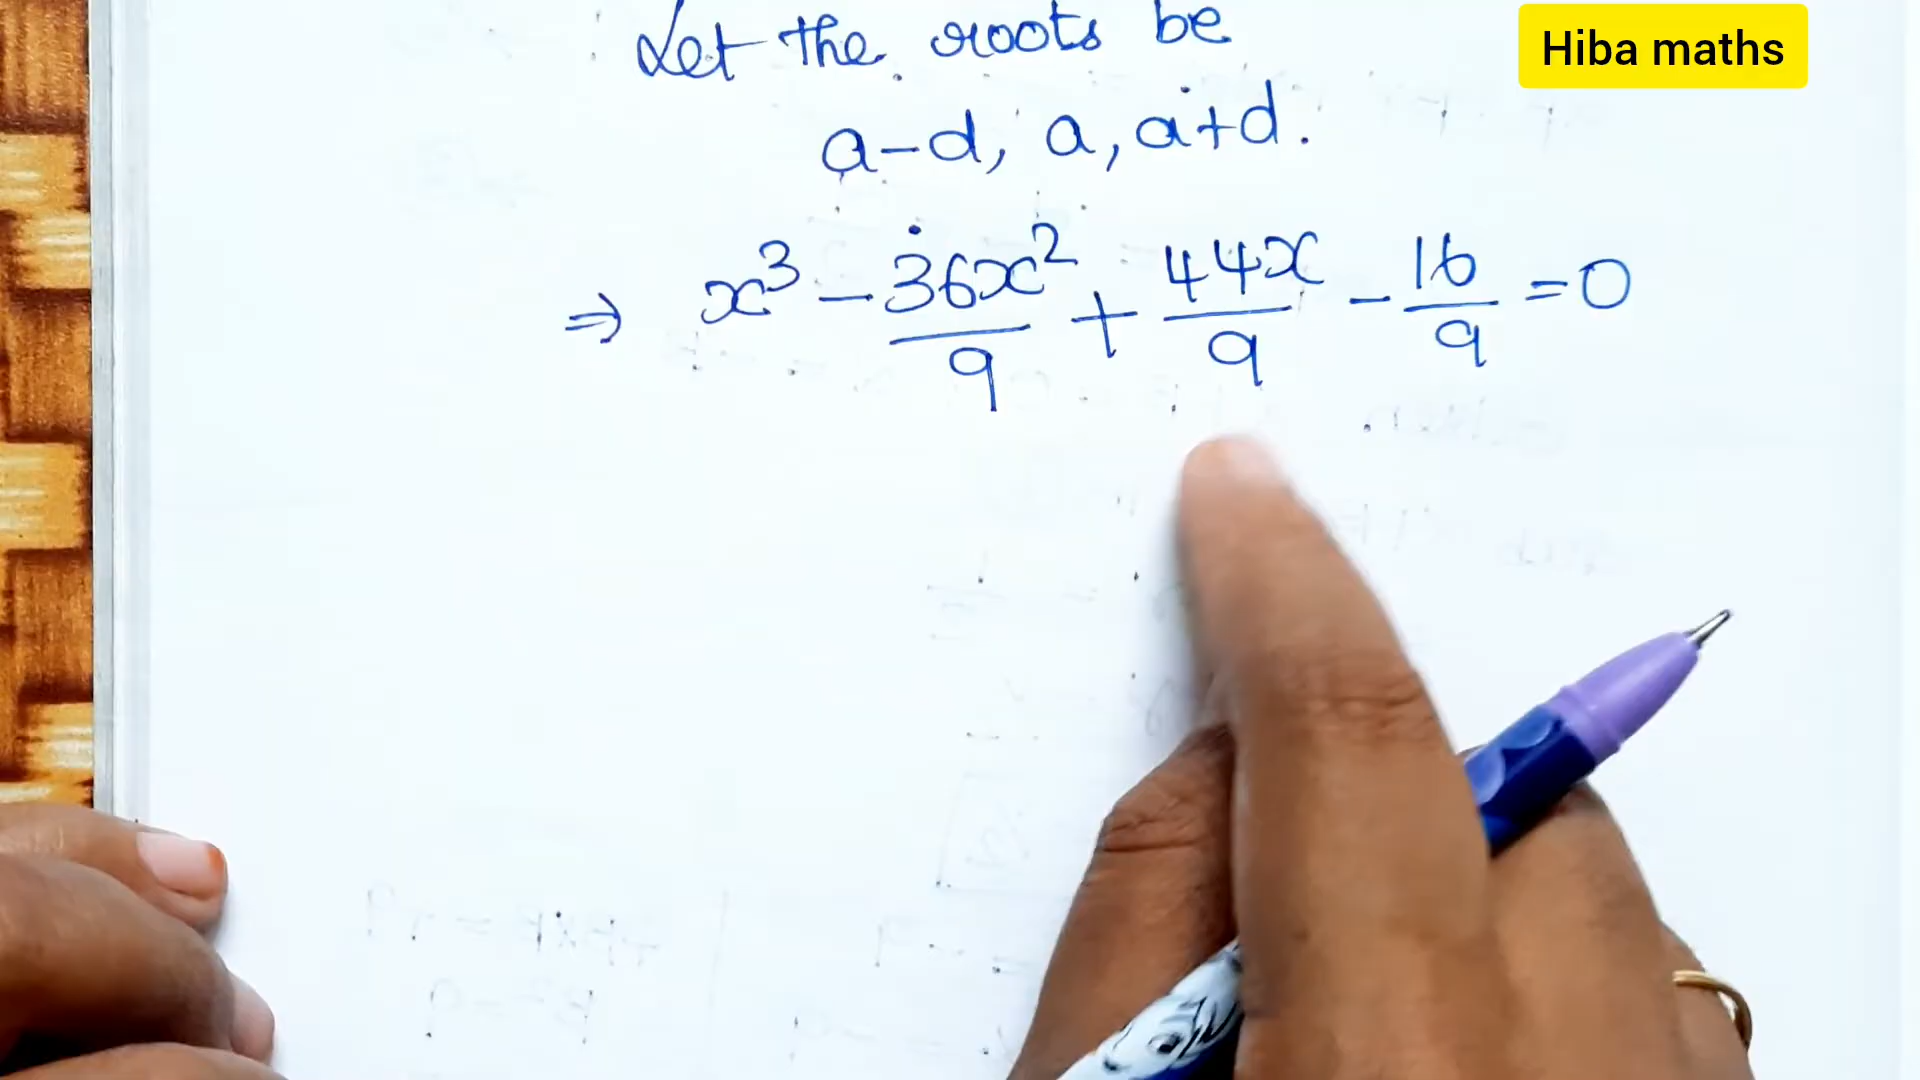 Let the roots be
Hiba maths
a-d, a, a+d.
⇒ x³ - 36x²/9 + 44x/9 - 16/9 = 0